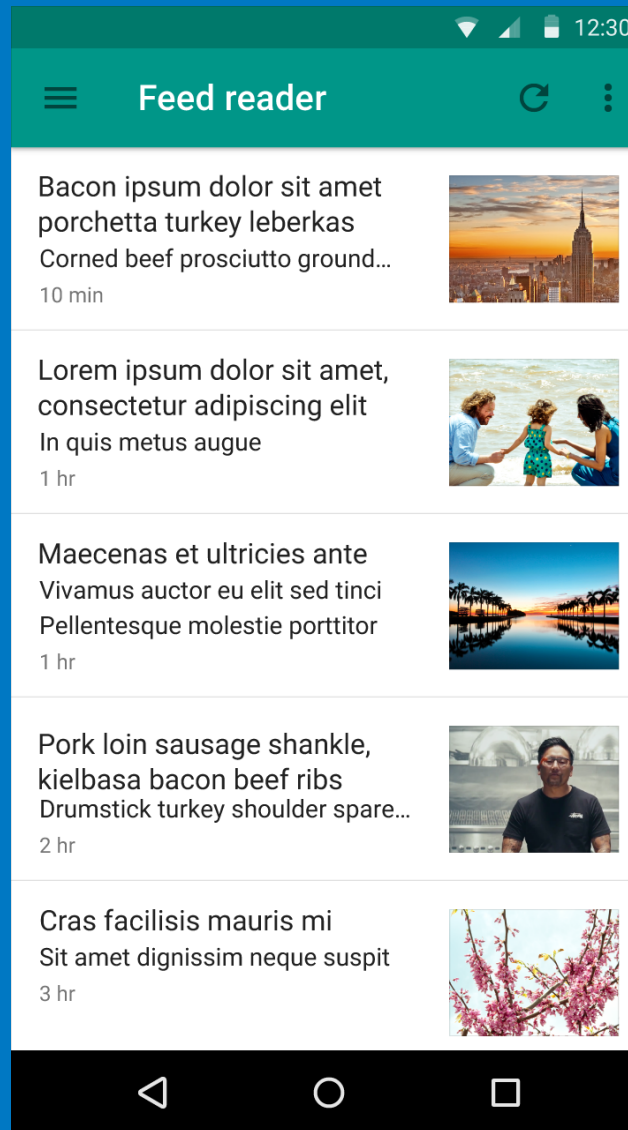 12:30
Feed reader
Bacon ipsum dolor sit amet
porchetta turkey leberkas
Corned beef prosciutto ground...
10 min
Lorem ipsum dolor sit amet,
consectetur adipiscing elit
In quis metus augue
1 hr
Maecenas et ultricies ante
Vivamus auctor eu elit sed tinci
Pellentesque molestie porttitor
1 hr
Pork loin sausage shankle,
kielbasa bacon beef ribs
Drumstick turkey shoulder spare...
2 hr
Cras facilisis mauris mi
Sit amet dignissim neque suspit
3 hr